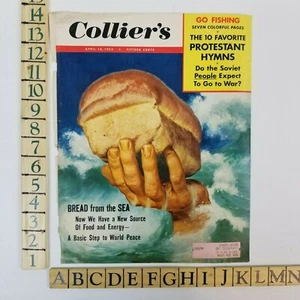 Collier's
APRIL 16, 1954 • FIFTEEN CENTS
GO FISHING
SEVEN COLORFUL PAGES
THE 10 FAVORITE
PROTESTANT
HYMNS
Do the Soviet
People Expect
To Go to War?
BREAD from the SEA
Now We Have a New Source
Of Food and Energy—
A Basic Step to World Peace
13
12
11
10
9
8
7
6
5
4
3
2
1
A B C D E F G H I J K L M N